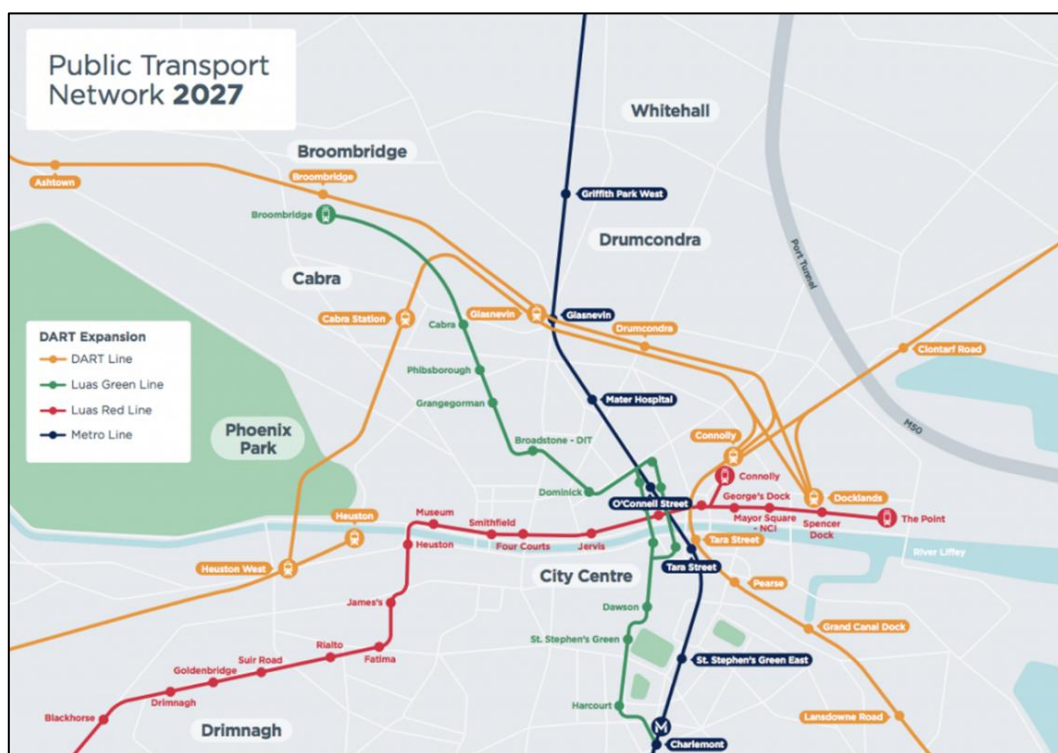 Public Transport
Network 2027
Whitehall
Broombridge
Broombridge
Ashtown
Griffith Park West
Broombridge
Drumcondra
Port Tunnel
Cabra
Cabra Station
Glasnevin
Glasnevin
Cabra
Drumcondra
Clontarf Road
DART Expansion
DART Line
Luas Green Line
Luas Red Line
Metro Line
Phibsborough
Mater Hospital
Grangegorman
M50
Phoenix
Park
Broadstone - DIT
Connolly
Connolly
Dominick
O'Connell Street
George's Dock
Docklands
Mayor Square
- NCI
Spencer
Dock
The Point
Heuston
Museum
Smithfield
Four Courts
Jervis
Heuston
Tara Street
River Liffey
Heuston West
City Centre
Tara Street
Pearse
James's
Dawson
Grand Canal Dock
St. Stephen's Green
Rialto
Fatima
Suir Road
St. Stephen's Green East
Goldenbridge
Drimnagh
Harcourt
Blackhorse
Drimnagh
Lansdowne Road
M
Charlemont